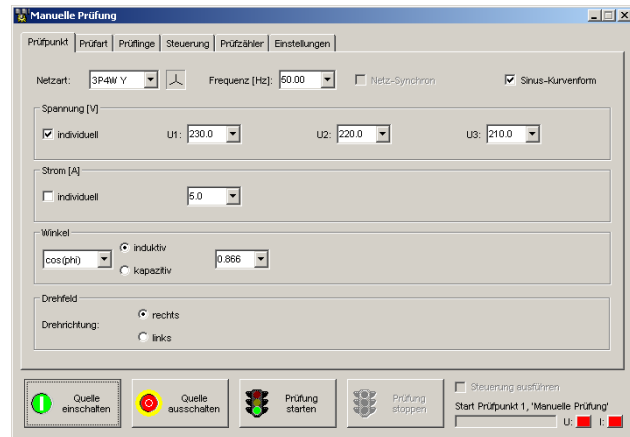 Manuelle Prüfung
Prüfpunkt Prüfart Prüflinge Steuerung Prüfzähler Einstellungen
Netzart: 3P4W Y Frequenz [Hz]: 50.00 Netz-Synchron Sinus-Kurvenform
Spannung [V]
individuell U1: 230.0 U2: 220.0 U3: 210.0
Strom [A]
individuell 5.0
Winkel
cos(phi) induktiv 0.866
kapazitiv
Drehfeld
Drehrichtung: rechts
links
Quelle einschalten
Quelle ausschalten
Prüfung starten
Prüfung stoppen
Steuerung ausführen
Start Prüfpunkt 1, 'Manuelle Prüfung'
U: I: